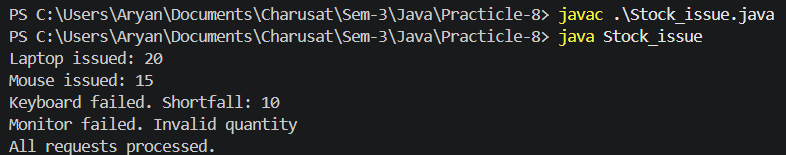 PS C:\Users\Aryan\Documents\Charusat\Sem-3\Java\Practicle-8> javac .\Stock_issue.java
PS C:\Users\Aryan\Documents\Charusat\Sem-3\Java\Practicle-8> java Stock_issue
Laptop issued: 20
Mouse issued: 15
Keyboard failed. Shortfall: 10
Monitor failed. Invalid quantity
All requests processed.